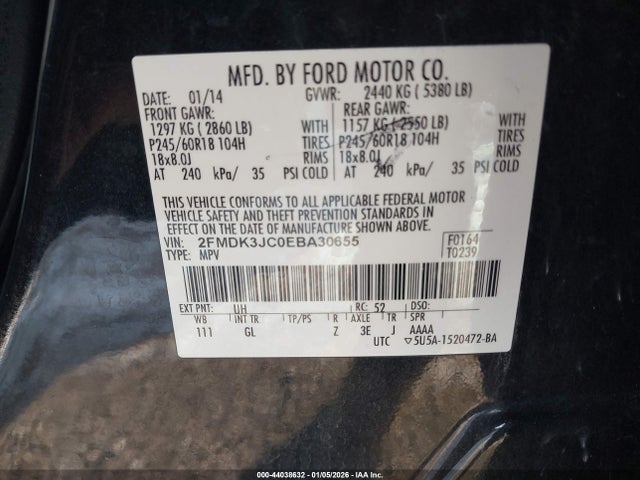 MFD. BY FORD MOTOR CO.
DATE: 01/14 GVWR: 2440 KG ( 5380 LB)
FRONT GAWR: REAR GAWR:
1297 KG ( 2860 LB) WITH 1157 KG ( 2550 LB) WITH
P245/60R18 104H TIRES P245/60R18 104H TIRES
18x8.0J RIMS 18x8.0J RIMS
AT 240 kPa/ 35 PSI COLD AT 240 kPa/ 35 PSI COLD
THIS VEHICLE CONFORMS TO ALL APPLICABLE FEDERAL MOTOR
VEHICLE SAFETY AND THEFT PREVENTION STANDARDS IN
EFFECT ON THE DATE OF MANUFACTURE SHOWN ABOVE.
VIN: 2FMDK3JC0EBA30655 F0164
TYPE: MPV T0239
EXT PNT: UH RC: 52 DSO:
WB INT TR TP/PS R AXLE TR SPR
111 GL Z 3E J AAAA
UTC ▽5U5A-1520472-BA
000-44038632 - 01/05/2026 - IAA Inc.